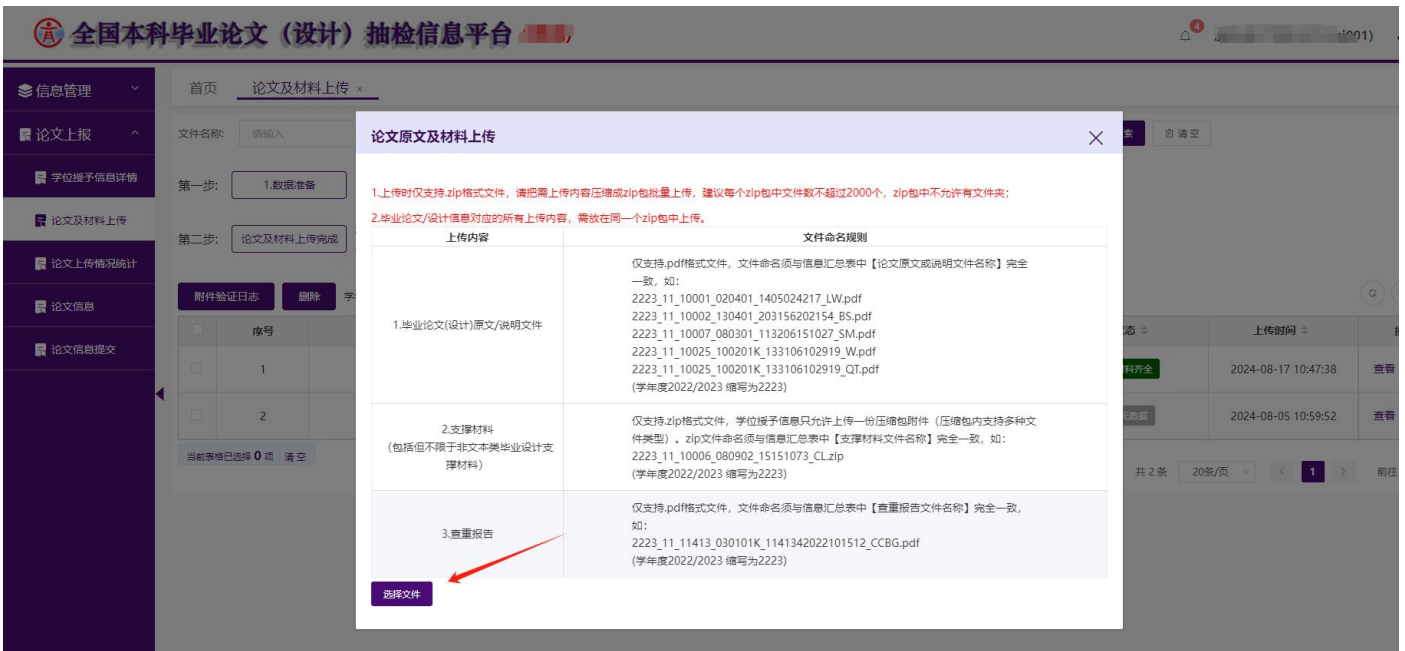 全国本科毕业论文（设计）抽检信息平台
4
001)
信息管理
首页 论文及材料上传 ×
论文上报
文件名称: 请输入
论文原文及材料上传
索 清空
学位授予信息详情
第一步: 1.数据准备
1.上传时仅支持.zip格式文件，请把需上传内容压缩成zip包批量上传，建议每个zip包中文件数不超过2000个，zip包中不允许有文件夹；
论文及材料上传
2.毕业论文/设计信息对应的所有上传内容，需放在同一个zip包中上传。
第二步: 论文及材料上传完成
上传内容 文件命名规则
论文上传情况统计
仅支持.pdf格式文件，文件命名须与信息汇总表中【论文原文或说明文件名称】完全
一致，如：
2223_11_10001_020401_1405024217_LW.pdf
2223_11_10002_130401_203156202154_BS.pdf
1.毕业论文(设计)原文/说明文件
2223_11_10007_080301_113206151027_SM.pdf
2223_11_10025_100201K_133106102919_W.pdf
2223_11_10025_100201K_133106102919_QT.pdf
(学年度2022/2023 缩写为2223)
附件验证日志 删除 学
论文信息
序号 态 上传时间
论文信息提交
1 料齐全 2024-08-17 10:47:38 查看
2 无数据 2024-08-05 10:59:52 查看
2.支撑材料
(包括但不限于非文本类毕业设计支
撑材料）
仅支持.zip格式文件，学位授予信息只允许上传一份压缩包附件（压缩包内支持多种文
件类型）。zip文件命名须与信息汇总表中【支撑材料文件名称】完全一致，如：
2223_11_10006_080902_15151073_CL.zip
(学年度2022/2023 缩写为2223)
当前表格已选择 0 项 清空
共 2 条 20条/页 < 1 > 前往
3.查重报告
仅支持.pdf格式文件，文件命名须与信息汇总表中【查重报告文件名称】完全一致，
如：
2223_11_11413_030101K_1141342022101512_CCBG.pdf
(学年度2022/2023 缩写为2223)
选择文件